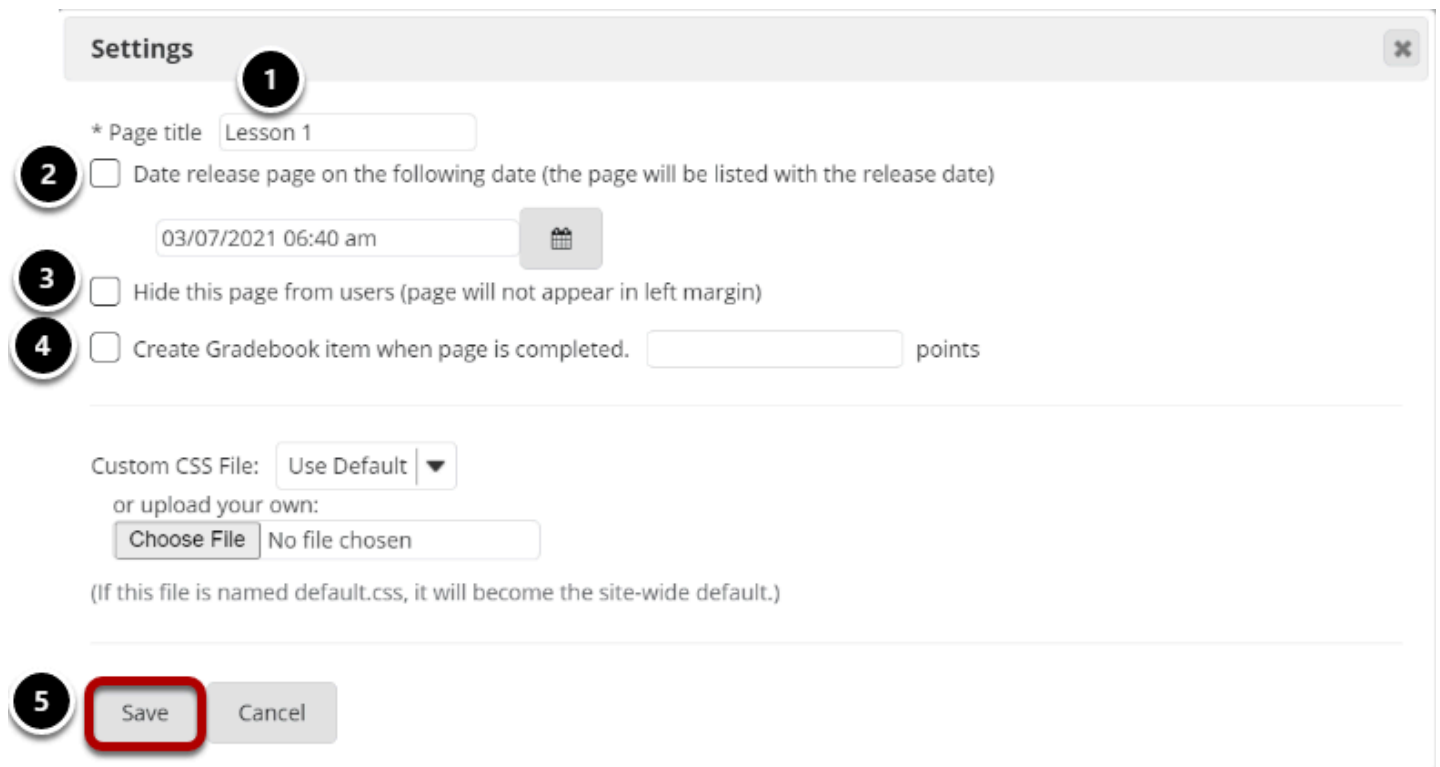 Settings
1
* Page title Lesson 1
2 Date release page on the following date (the page will be listed with the release date)
03/07/2021 06:40 am
3 Hide this page from users (page will not appear in left margin)
4 Create Gradebook item when page is completed. points
Custom CSS File: Use Default
or upload your own:
Choose File No file chosen
(If this file is named default.css, it will become the site-wide default.)
5 Save Cancel